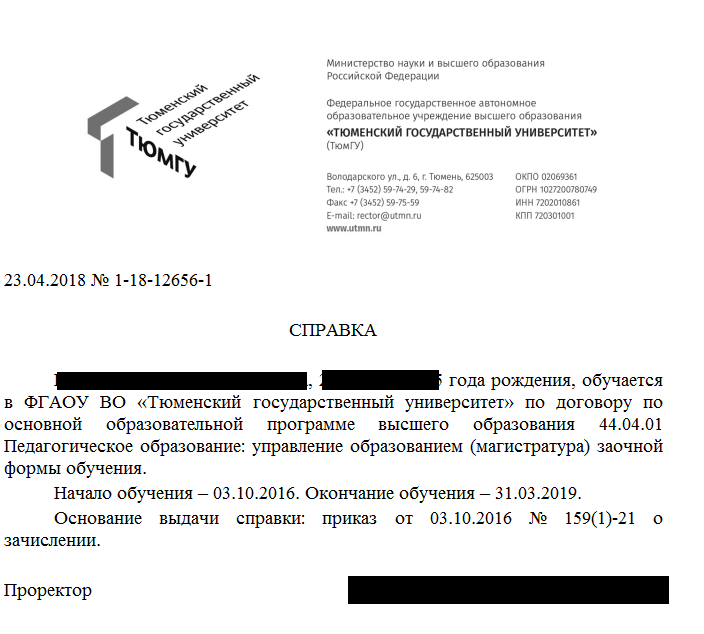 Тюменский
государственный
университет
ТЮМГУ
Министерство науки и высшего образования
Российской Федерации
Федеральное государственное автономное
образовательное учреждение высшего образования
«ТЮМЕНСКИЙ ГОСУДАРСТВЕННЫЙ УНИВЕРСИТЕТ»
(ТюмГУ)
Володарского ул., д. 6, г. Тюмень, 625003 ОКПО 02069361
Тел.: +7 (3452) 59-74-29, 59-74-82 ОГРН 1027200780749
Факс +7 (3452) 59-75-59 ИНН 7202010861
E-mail: rector@utmn.ru КПП 720301001
www.utmn.ru
23.04.2018 № 1-18-12656-1
СПРАВКА
, года рождения, обучается
в ФГАОУ ВО «Тюменский государственный университет» по договору по
основной образовательной программе высшего образования 44.04.01
Педагогическое образование: управление образованием (магистратура) заочной
формы обучения.
Начало обучения – 03.10.2016. Окончание обучения – 31.03.2019.
Основание выдачи справки: приказ от 03.10.2016 № 159(1)-21 о
зачислении.
Проректор